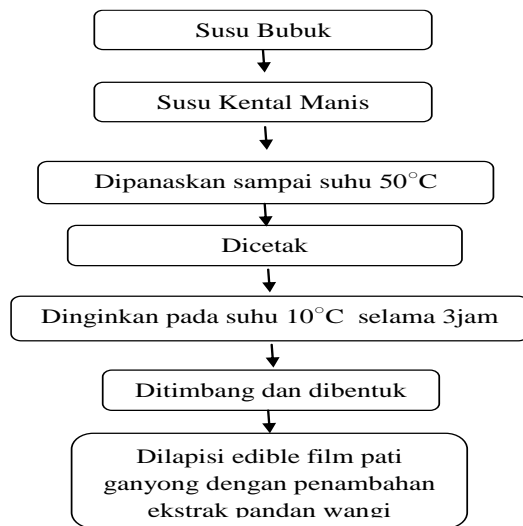 Susu Bubuk
Susu Kental Manis
Dipanaskan sampai suhu 50°C
Dicetak
Dinginkan pada suhu 10°C selama 3jam
Ditimbang dan dibentuk
Dilapisi edible film pati
ganyong dengan penambahan
ekstrak pandan wangi